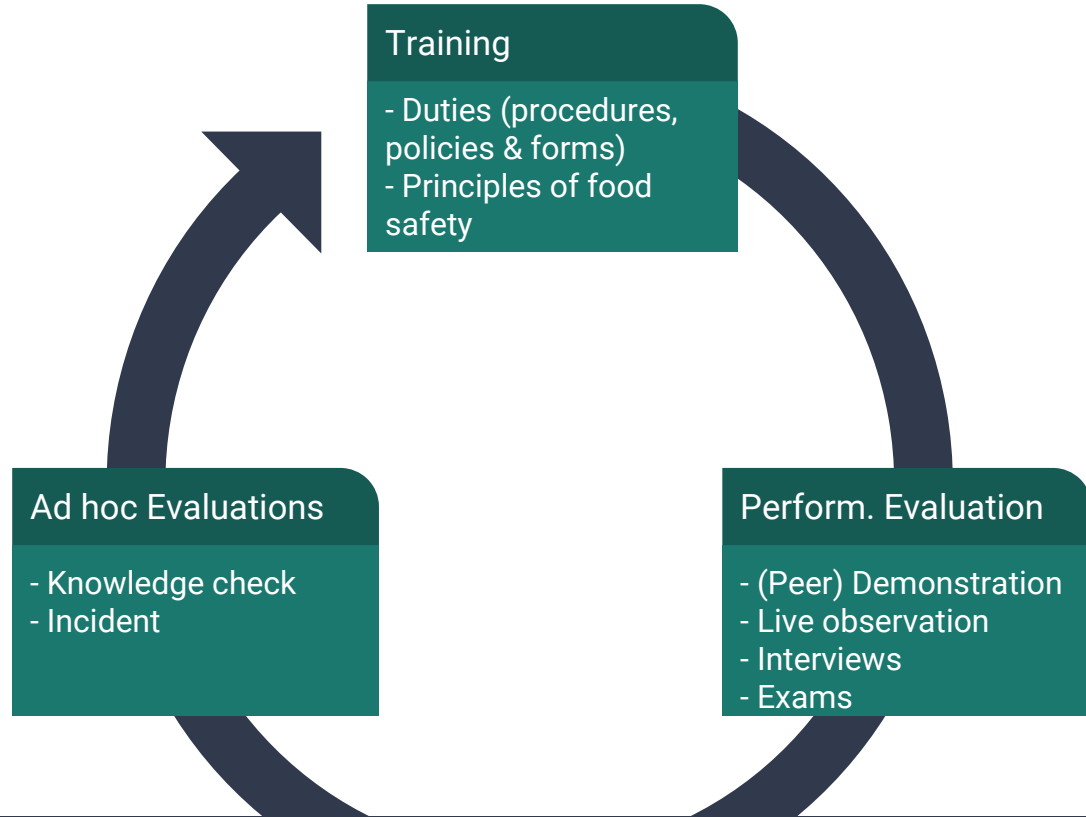 Training
- Duties (procedures,
policies & forms)
- Principles of food
safety
Ad hoc Evaluations
- Knowledge check
- Incident
Perform. Evaluation
- (Peer) Demonstration
- Live observation
- Interviews
- Exams